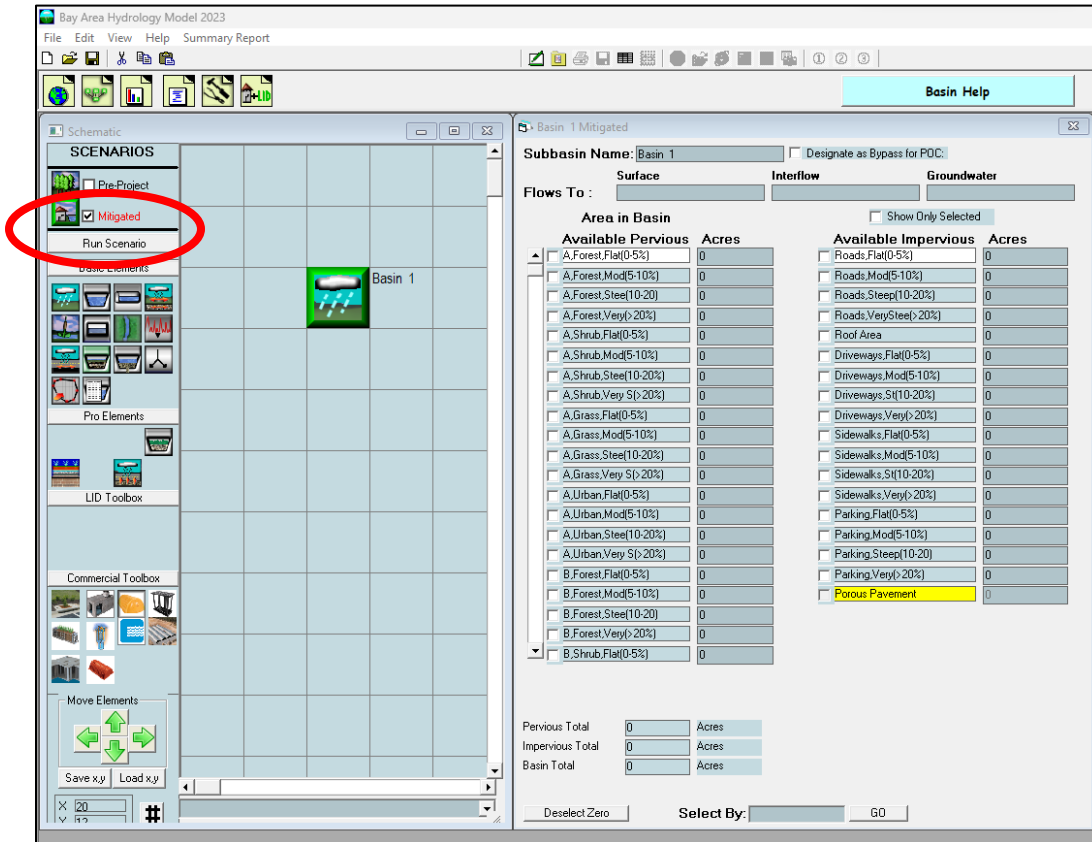 Bay Area Hydrology Model 2023
File Edit View Help Summary Report
Basin Help
Schematic
SCENARIOS
Pre-Project
Mitigated
Run Scenario
Basic Elements
Pro Elements
LID Toolbox
Commercial Toolbox
Move Elements
Save x,y Load x,y
X 20
Y 12
#
Basin 1
Basin 1 Mitigated
Subbasin Name: Basin 1 Designate as Bypass for POC:
Surface Interflow Groundwater
Flows To :
Area in Basin Show Only Selected
Available Pervious Acres Available Impervious Acres
A,Forest,Flat(0-5%) 0 Roads,Flat(0-5%) 0
A,Forest,Mod(5-10%) 0 Roads,Mod(5-10%) 0
A,Forest,Stee(10-20) 0 Roads,Steep(10-20%) 0
A,Forest,Very(>20%) 0 Roads,VeryStee(>20%) 0
A,Shrub,Flat(0-5%) 0 Roof Area 0
A,Shrub,Mod(5-10%) 0 Driveways,Flat(0-5%) 0
A,Shrub,Stee(10-20%) 0 Driveways,Mod(5-10%) 0
A,Shrub,Very S(>20%) 0 Driveways,St(10-20%) 0
A,Grass,Flat(0-5%) 0 Driveways,Very(>20%) 0
A,Grass,Mod(5-10%) 0 Sidewalks,Flat(0-5%) 0
A,Grass,Stee(10-20%) 0 Sidewalks,Mod(5-10%) 0
A,Grass,Very S(>20%) 0 Sidewalks,St(10-20%) 0
A,Urban,Flat(0-5%) 0 Sidewalks,Very(>20%) 0
A,Urban,Mod(5-10%) 0 Parking,Flat(0-5%) 0
A,Urban,Stee(10-20%) 0 Parking,Mod(5-10%) 0
A,Urban,Very S(>20%) 0 Parking,Steep(10-20) 0
B,Forest,Flat(0-5%) 0 Parking,Very(>20%) 0
B,Forest,Mod(5-10%) 0 Porous Pavement 0
B,Forest,Stee(10-20) 0
B,Forest,Very(>20%) 0
B,Shrub,Flat(0-5%) 0
Pervious Total 0 Acres
Impervious Total 0 Acres
Basin Total 0 Acres
Deselect Zero Select By: GO